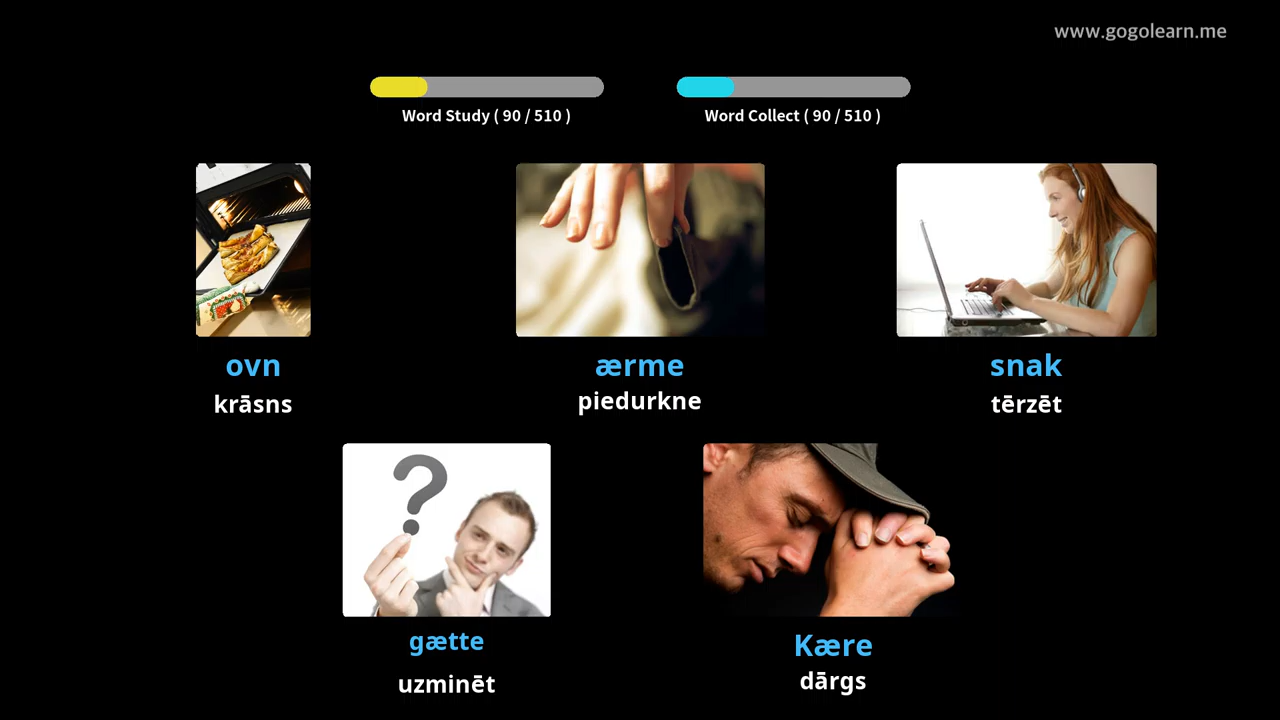 www.gogolearn.me
Word Study ( 90 / 510 )
Word Collect ( 90 / 510 )
ovn
krāsns
ærme
piedurkne
snak
tērzēt
gætte
uzminēt
Kære
dārgs